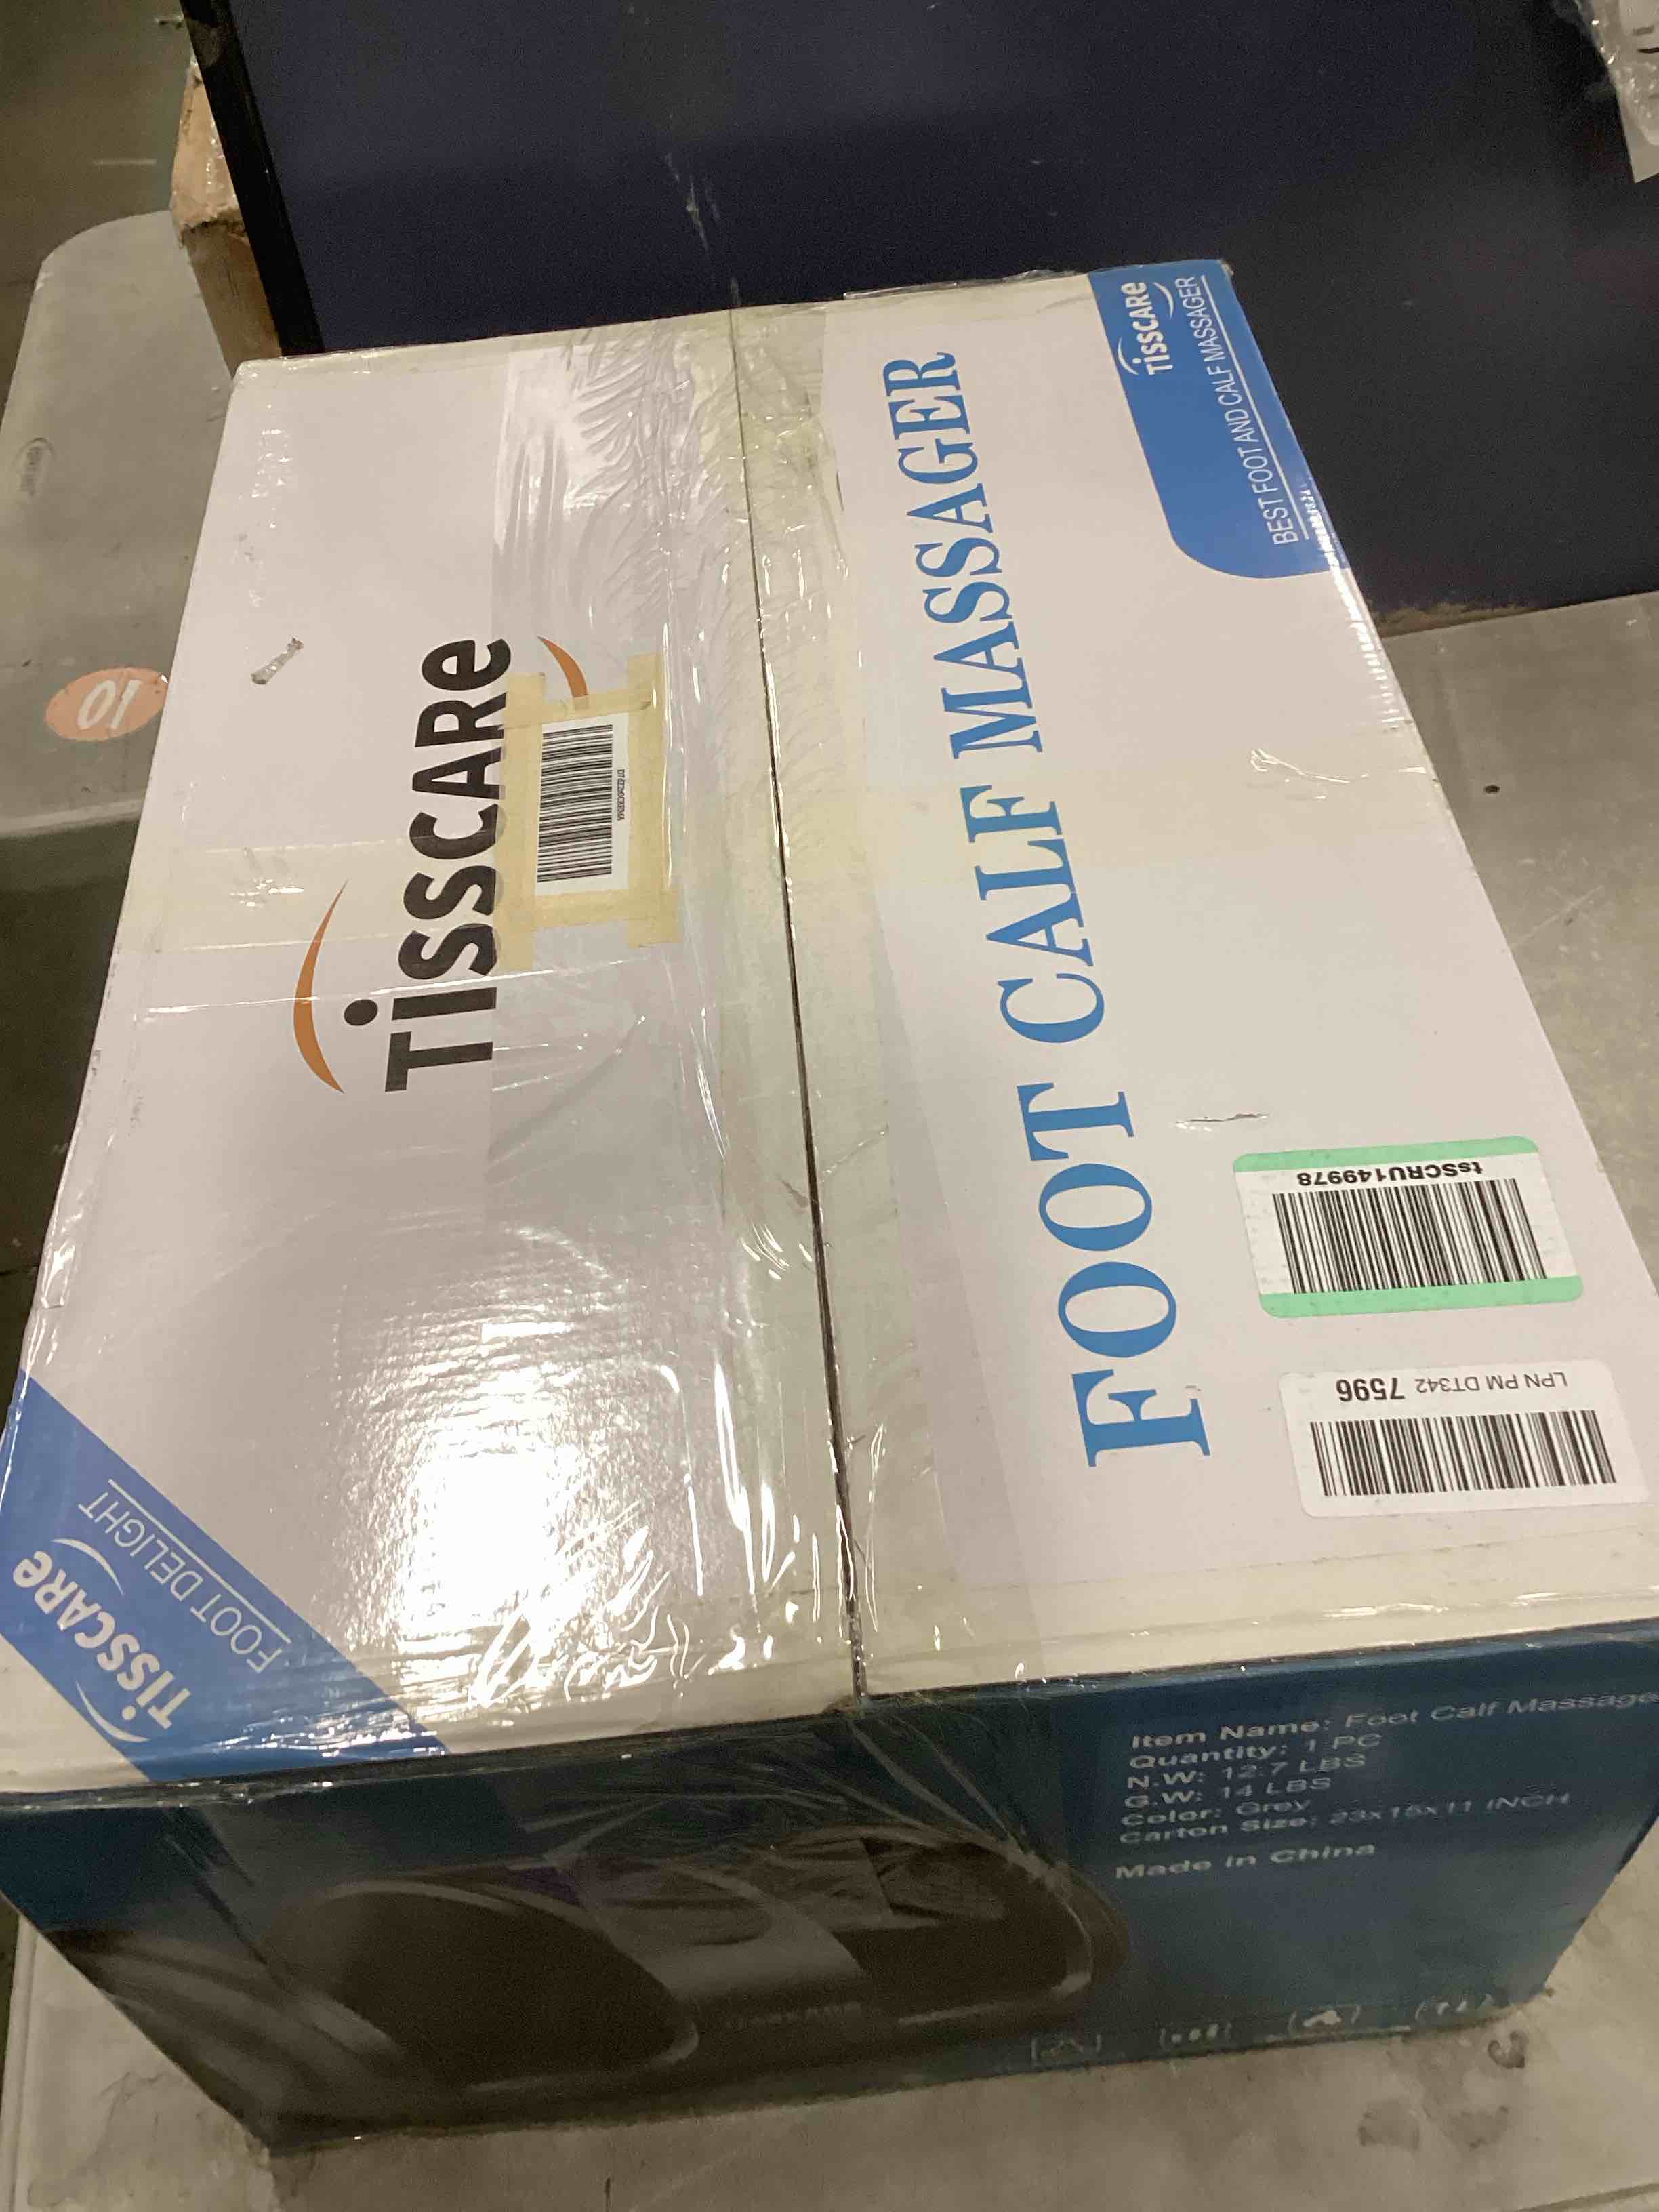 TISSCARE
BEST FOOT AND CALF MASSAGER
TISSCARE
FOOT CALF MASSAGER
tsSCRU149978
LPN PM DT342 7596
TISSCARE
FOOT DELIGHT
Item Name: Foot Calf Massage
Quantity: 1 PC
N.W: 12.7 LBS
G.W: 14 LBS
Color: Grey
Carton Size: 23x15x11 INCH
Made in China
10